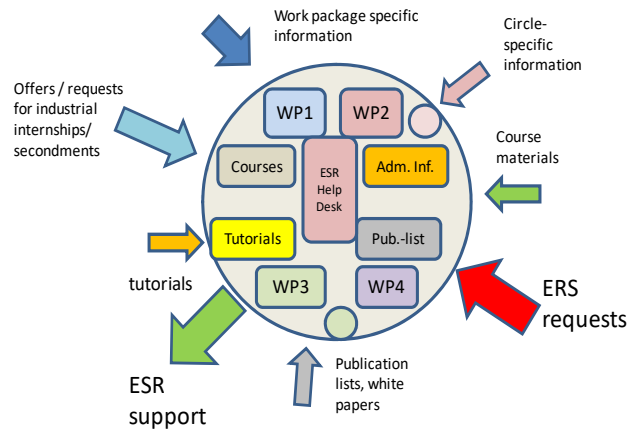 Work package specific
information
Circle-
specific
information
Offers / requests
for industrial
internships/
secondments
WP1
WP2
Courses
ESR
Help
Desk
Adm. Inf.
Course
materials
Tutorials
Pub.-list
tutorials
WP3
WP4
ERS
requests
ESR
support
Publication
lists, white
papers